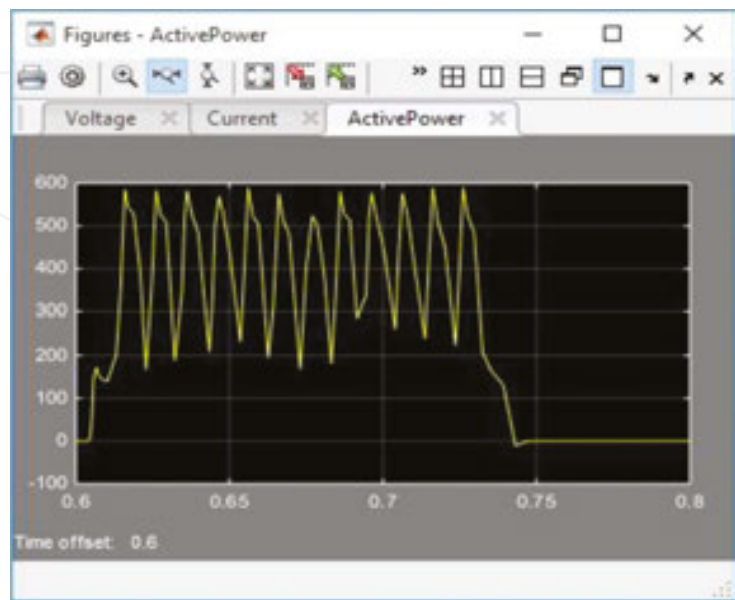 Figures - ActivePower
Voltage
Current
ActivePower
600
500
400
300
200
100
0
-100
0.6
0.65
0.7
0.75
0.8
Time offset: 0.6